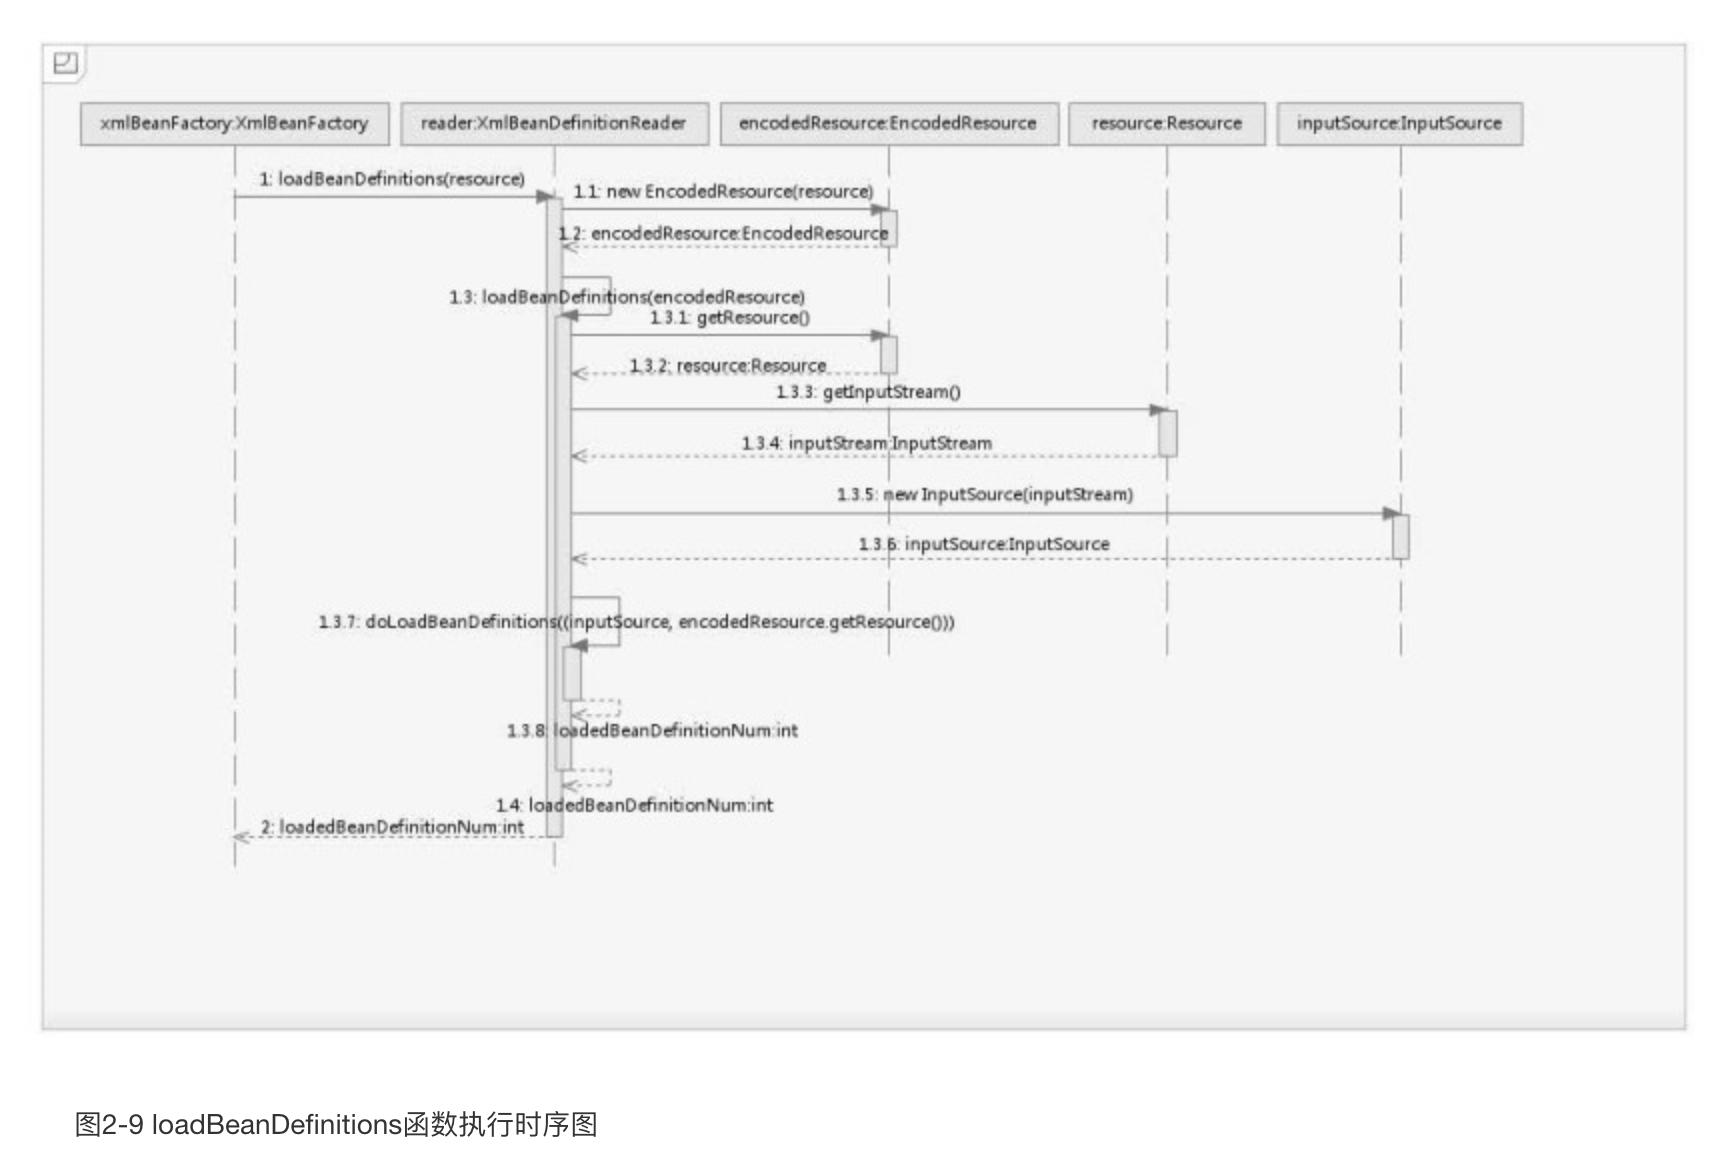 xmlBeanFactory:XmlBeanFactory
reader:XmlBeanDefinitionReader
encodedResource:EncodedResource
resource:Resource
inputSource:InputSource
1: loadBeanDefinitions(resource)
1.1: new EncodedResource(resource)
1.2: encodedResource:EncodedResource
1.3: loadBeanDefinitions(encodedResource)
1.3.1: getResource()
1.3.2: resource:Resource
1.3.3: getInputStream()
1.3.4: inputStream:InputStream
1.3.5: new InputSource(inputStream)
1.3.6: inputSource:InputSource
1.3.7: doLoadBeanDefinitions((inputSource, encodedResource.getResource()))
1.3.8: loadedBeanDefinitionNum:int
1.4: loadedBeanDefinitionNum:int
2: loadedBeanDefinitionNum:int
图2-9 loadBeanDefinitions函数执行时序图